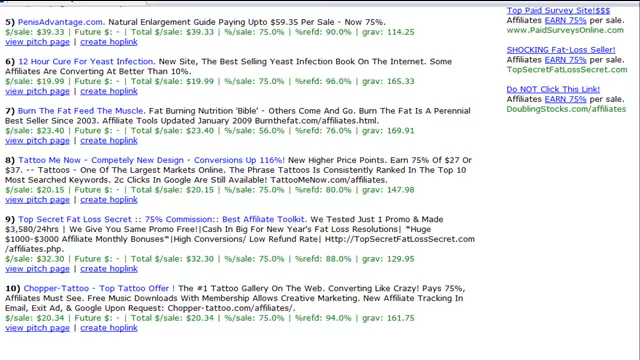 5) PenisAdvantage.com. Natural Enlargement Guide Paying Upto $59.35 Per Sale - Now 75%.
$/sale: $39.33 | Future $: - | Total $/sale: $39.33 | %/sale: 75.0% | %refd: 90.0% | grav: 114.25
view pitch page | create hoplink
6) 12 Hour Cure For Yeast Infection. New Site, The Best Selling Yeast Infection Book On The Internet. Some
Affiliates Are Converting At Better Than 10%.
$/sale: $19.99 | Future $: - | Total $/sale: $19.99 | %/sale: 75.0% | %refd: 96.0% | grav: 165.33
view pitch page | create hoplink
7) Burn The Fat Feed The Muscle. Fat Burning Nutrition 'Bible' - Others Come And Go. Burn The Fat Is A Perennial
Best Seller Since 2003. Affiliate Tools Updated January 2009 Burnthefat.com/affiliates.html.
$/sale: $23.40 | Future $: - | Total $/sale: $23.40 | %/sale: 56.0% | %refd: 76.0% | grav: 169.91
view pitch page | create hoplink
8) Tattoo Me Now - Competely New Design - Conversions Up 116%! New Higher Price Points. Earn 75% Of $27 Or
$37. -- Tattoos - One Of The Largest Markets Online. The Phrase Tattoos Is Consistently Ranked In The Top 10
Most Searched Keywords. 2c Clicks In Google Are Still Available! TattooMeNow.com/affiliates.
$/sale: $20.15 | Future $: - | Total $/sale: $20.15 | %/sale: 75.0% | %refd: 80.0% | grav: 147.98
view pitch page | create hoplink
9) Top Secret Fat Loss Secret :: 75% Commission:: Best Affiliate Toolkit. We Tested Just 1 Promo & Made
$3,580/24hrs | We Give You Same Promo Free!|Cash In Big For New Year's Fat Loss Resolutions| "Huge
$1000-$3000 Affiliate Monthly Bonuses"|High Conversions/ Low Refund Rate| Http://TopSecretFatLossSecret.com
/affiliates.php.
$/sale: $32.30 | Future $: - | Total $/sale: $32.30 | %/sale: 75.0% | %refd: 88.0% | grav: 129.95
view pitch page | create hoplink
10) Chopper-Tattoo - Top Tattoo Offer ! The #1 Tattoo Gallery On The Web. Converting Like Crazy! Pays 75%,
Affiliates Must See. Free Music Downloads With Membership Allows Creative Marketing. New Affiliate Tracking In
Email, Exit Ad, & Google Upon Request: Chopper-tattoo.com/affiliates/.
$/sale: $20.34 | Future $: - | Total $/sale: $20.34 | %/sale: 75.0% | %refd: 94.0% | grav: 161.75
view pitch page | create hoplink
Top Paid Survey Site!$$$
Affiliates EARN 75% per sale.
www.PaidSurveysOnline.com
SHOCKING Fat-Loss Seller!
Affiliates EARN 75% per sale.
TopSecretFatLossSecret.com
Do NOT Click This Link!
Affiliates EARN 75% per sale.
DoublingStocks.com/affiliates